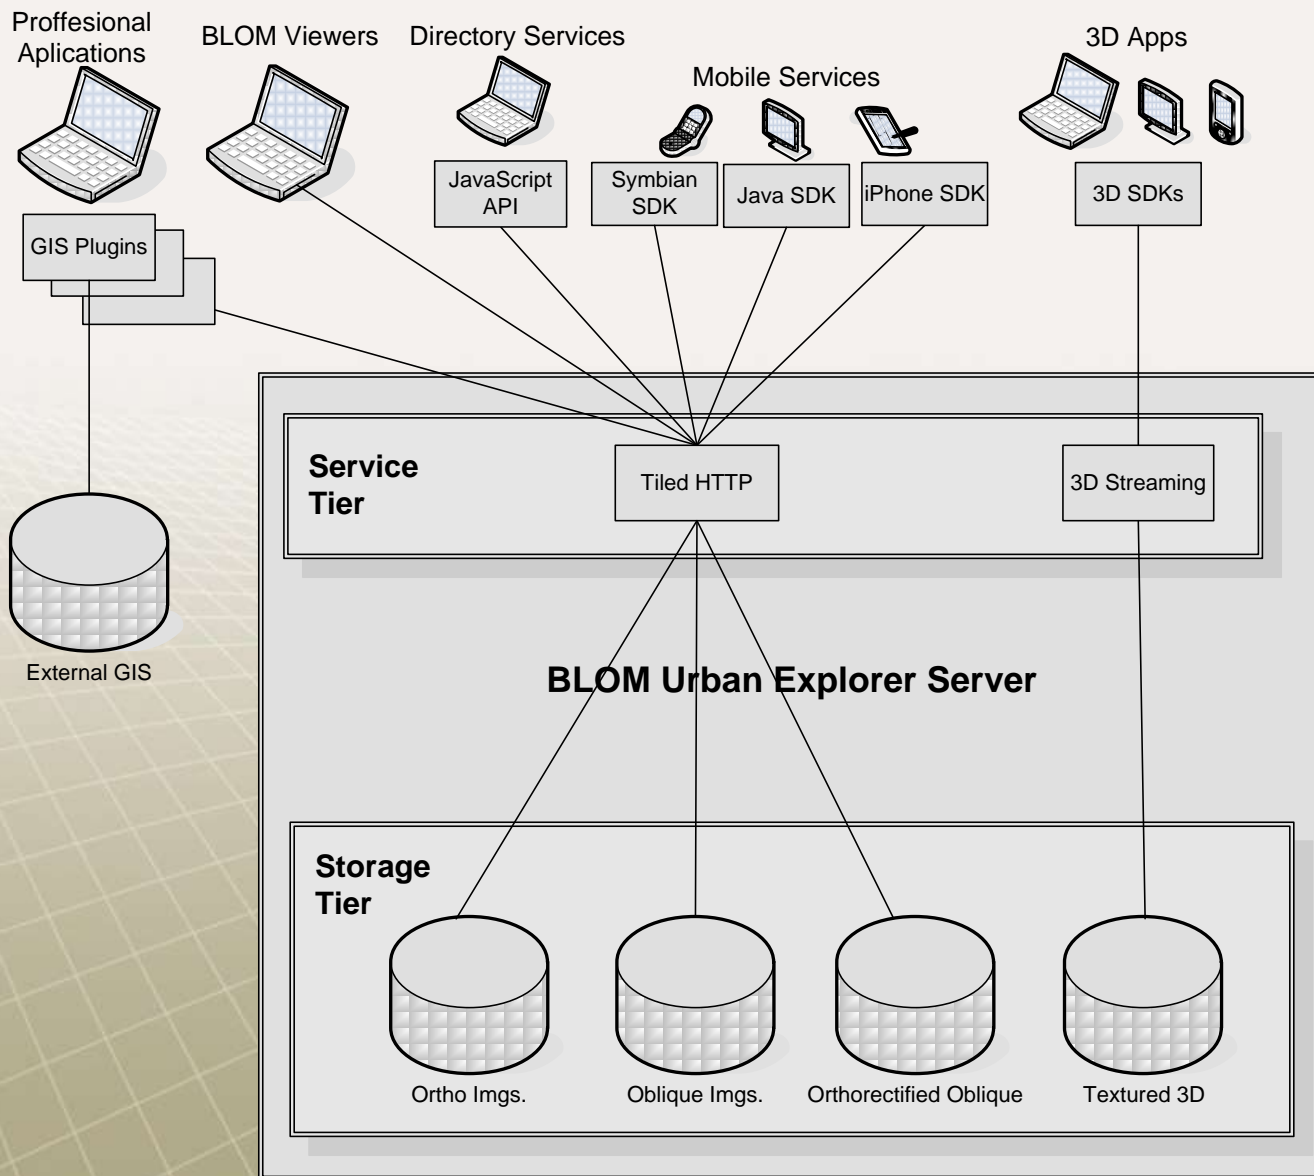 Proffesional
Aplications
BLOM Viewers
Directory Services
Mobile Services
3D Apps
JavaScript
API
Symbian
SDK
Java SDK
iPhone SDK
3D SDKs
GIS Plugins
Service
Tier
Tiled HTTP
3D Streaming
External GIS
BLOM Urban Explorer Server
Storage
Tier
Ortho Imgs.
Oblique Imgs.
Orthorectified Oblique
Textured 3D